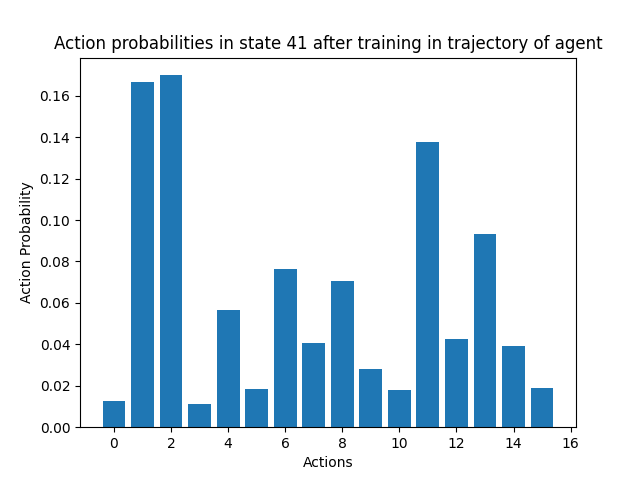 Action probabilities in state 41 after training in trajectory of agent
0.16
0.14
0.12
0.10
0.08
0.06
0.04
0.02
0.00
Action Probability
0 2 4 6 8 10 12 14 16
Actions